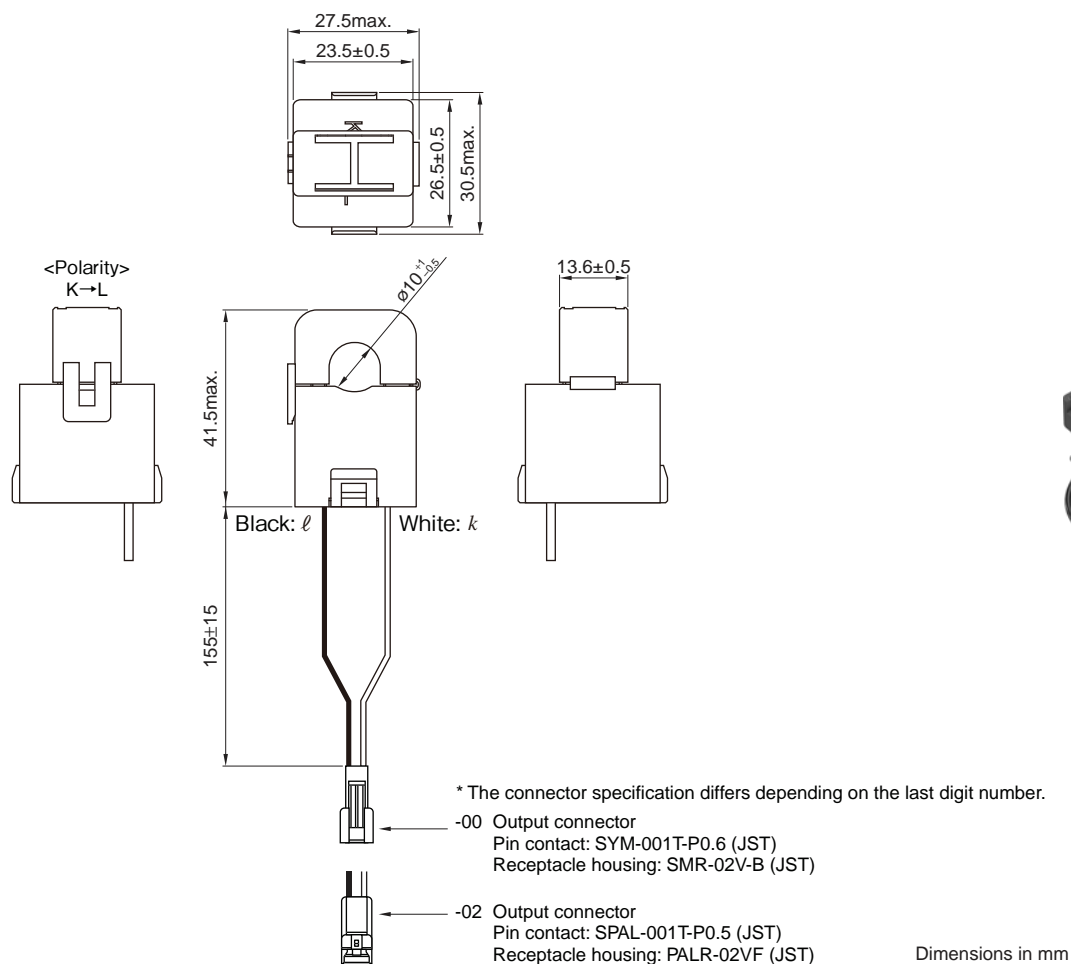 27.5max.
23.5±0.5
K
26.5±0.5
30.5max.
<Polarity>
K→L
ø10 +1 −0.5
13.6±0.5
41.5max.
Black: ℓ
White: k
155±15
* The connector specification differs depending on the last digit number.
-00 Output connector
Pin contact: SYM-001T-P0.6 (JST)
Receptacle housing: SMR-02V-B (JST)
-02 Output connector
Pin contact: SPAL-001T-P0.5 (JST)
Receptacle housing: PALR-02VF (JST)
Dimensions in mm